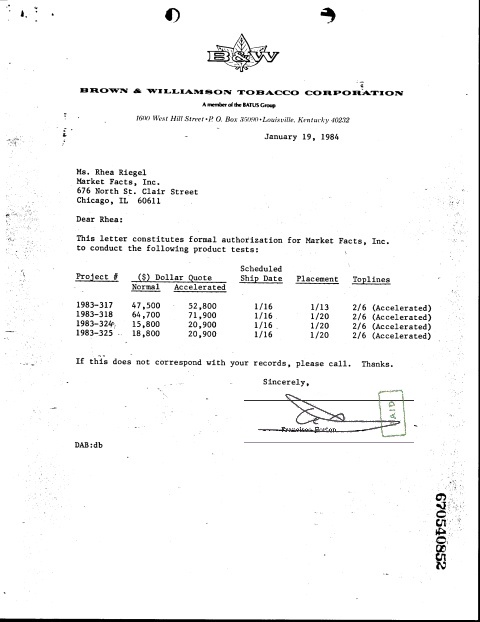 B&W
BROWN & WILLIAMSON TOBACCO CORPORATION
A member of the BATUS Group
1600 West Hill Street • P. O. Box 35090 • Louisville, Kentucky 40232
January 19, 1984
Ms. Rhea Riegel
Market Facts, Inc.
676 North St. Clair Street
Chicago, IL 60611
Dear Rhea:
This letter constitutes formal authorization for Market Facts, Inc.
to conduct the following product tests:
Scheduled
Project # ($) Dollar Quote Ship Date Placement Toplines
Normal Accelerated
1983-317 47,500 52,800 1/16 1/13 2/6 (Accelerated)
1983-318 64,700 71,900 1/16 1/20 2/6 (Accelerated)
1983-324 15,800 20,900 1/16 1/20 2/6 (Accelerated)
1983-325 18,800 20,900 1/16 1/20 2/6 (Accelerated)
If this does not correspond with your records, please call. Thanks.
Sincerely,
PAID
DAB:db
670540852